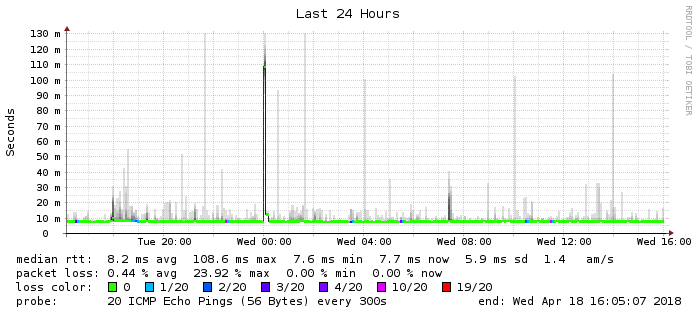 Last 24 Hours
RRDTOOL / TOBI OETIKER
Seconds
130 m
120 m
110 m
100 m
90 m
80 m
70 m
60 m
50 m
40 m
30 m
20 m
10 m
0
Tue 20:00 Wed 00:00 Wed 04:00 Wed 08:00 Wed 12:00 Wed 16:00
median rtt: 8.2 ms avg 108.6 ms max 7.6 ms min 7.7 ms now 5.9 ms sd 1.4 am/s
packet loss: 0.44 % avg 23.92 % max 0.00 % min 0.00 % now
loss color: 0 1/20 2/20 3/20 4/20 10/20 19/20
probe: 20 ICMP Echo Pings (56 Bytes) every 300s end: Wed Apr 18 16:05:07 2018